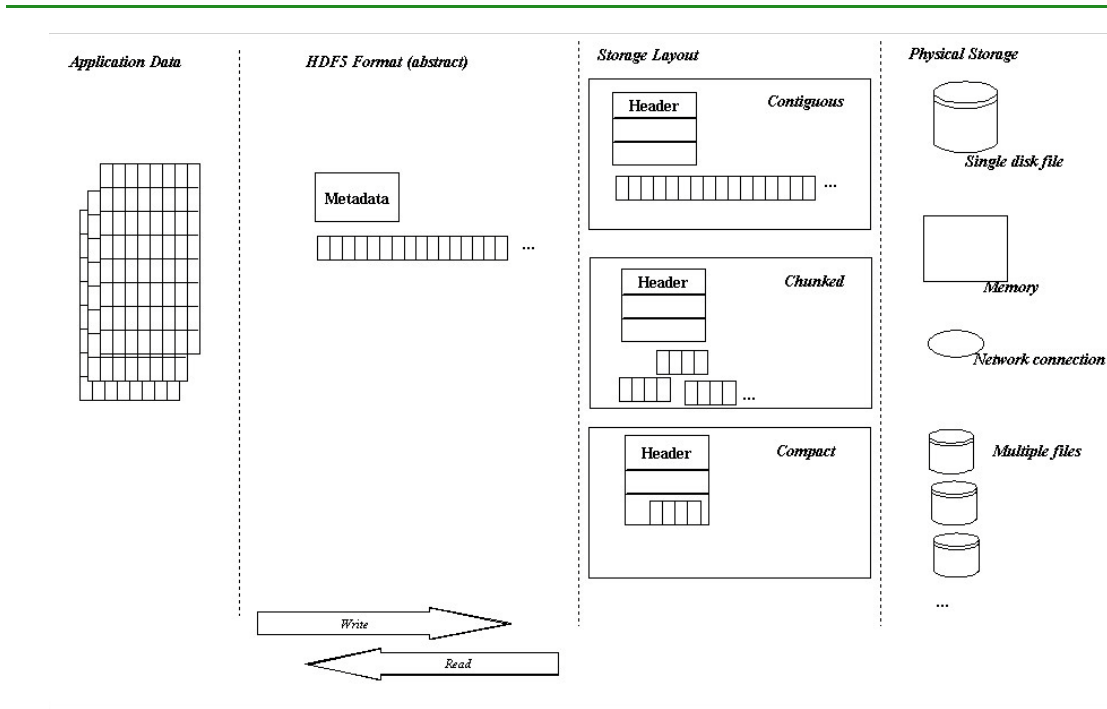 Application Data
HDF5 Format (abstract)
Storage Layout
Physical Storage
Metadata
...
Header
Contiguous
...
Header
Chunked
...
Header
Compact
Single disk file
Memory
Network connection
Multiple files
...
Write
Read